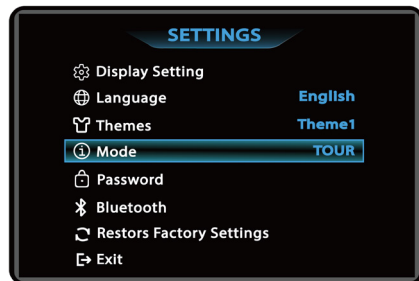 SETTINGS
Display Setting
Language English
Themes Theme1
Mode TOUR
Password
Bluetooth
Restors Factory Settings
Exit